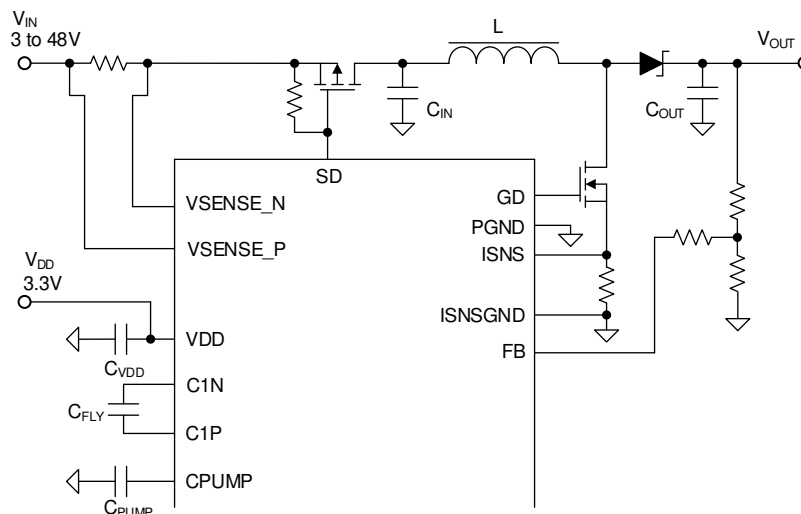 VIN
3 to 48V
L
VOUT
CIN
COUT
SD
GD
VSENSE_N
PGND
VSENSE_P
ISNS
VDD
3.3V
ISNSGND
VDD
FB
CVDD
C1N
CFLY
C1P
CPUMP
CPUMP